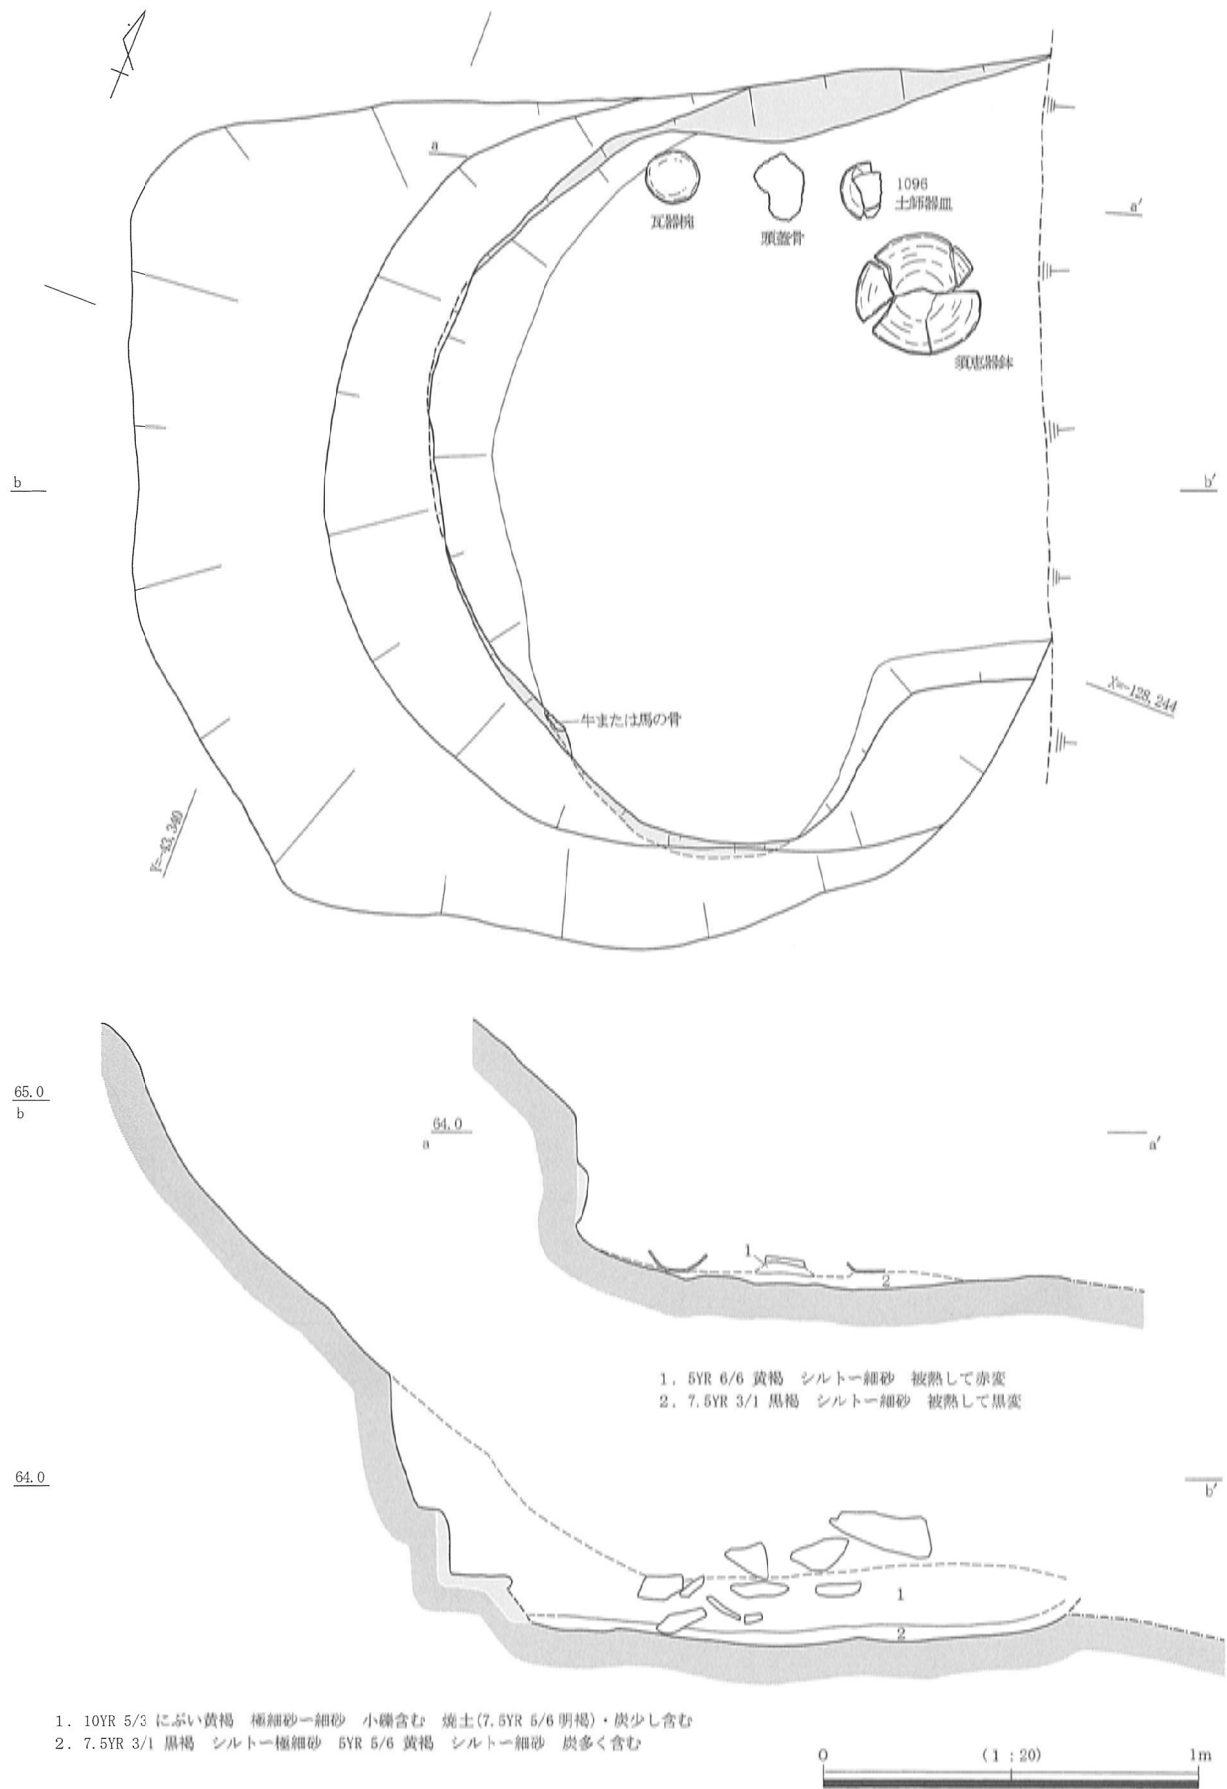 a
1096
土師器皿
a′
瓦器椀
頭蓋骨
須恵器鉢
b
b′
X=-128,244
牛または馬の骨
Y=-43,340
65.0
b
64.0
a
a′
1
2
1. 5YR 6/6 黄褐 シルト～細砂 被熱して赤変
2. 7.5YR 3/1 黒褐 シルト～細砂 被熱して黒変
64.0
b′
1
2
1. 10YR 5/3 にぶい黄褐 極細砂～細砂 小礫含む 焼土(7.5YR 5/6 明褐)・炭少し含む
2. 7.5YR 3/1 黒褐 シルト～極細砂 5YR 5/6 黄褐 シルト～細砂 炭多く含む
0 (1:20) 1m